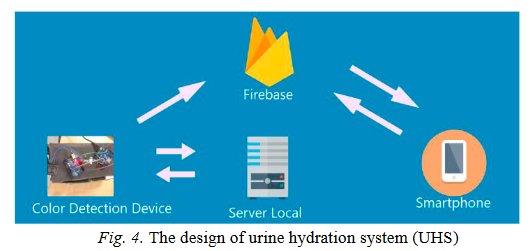 Firebase
Color Detection Device
Server Local
Smartphone
Fig. 4. The design of urine hydration system (UHS)